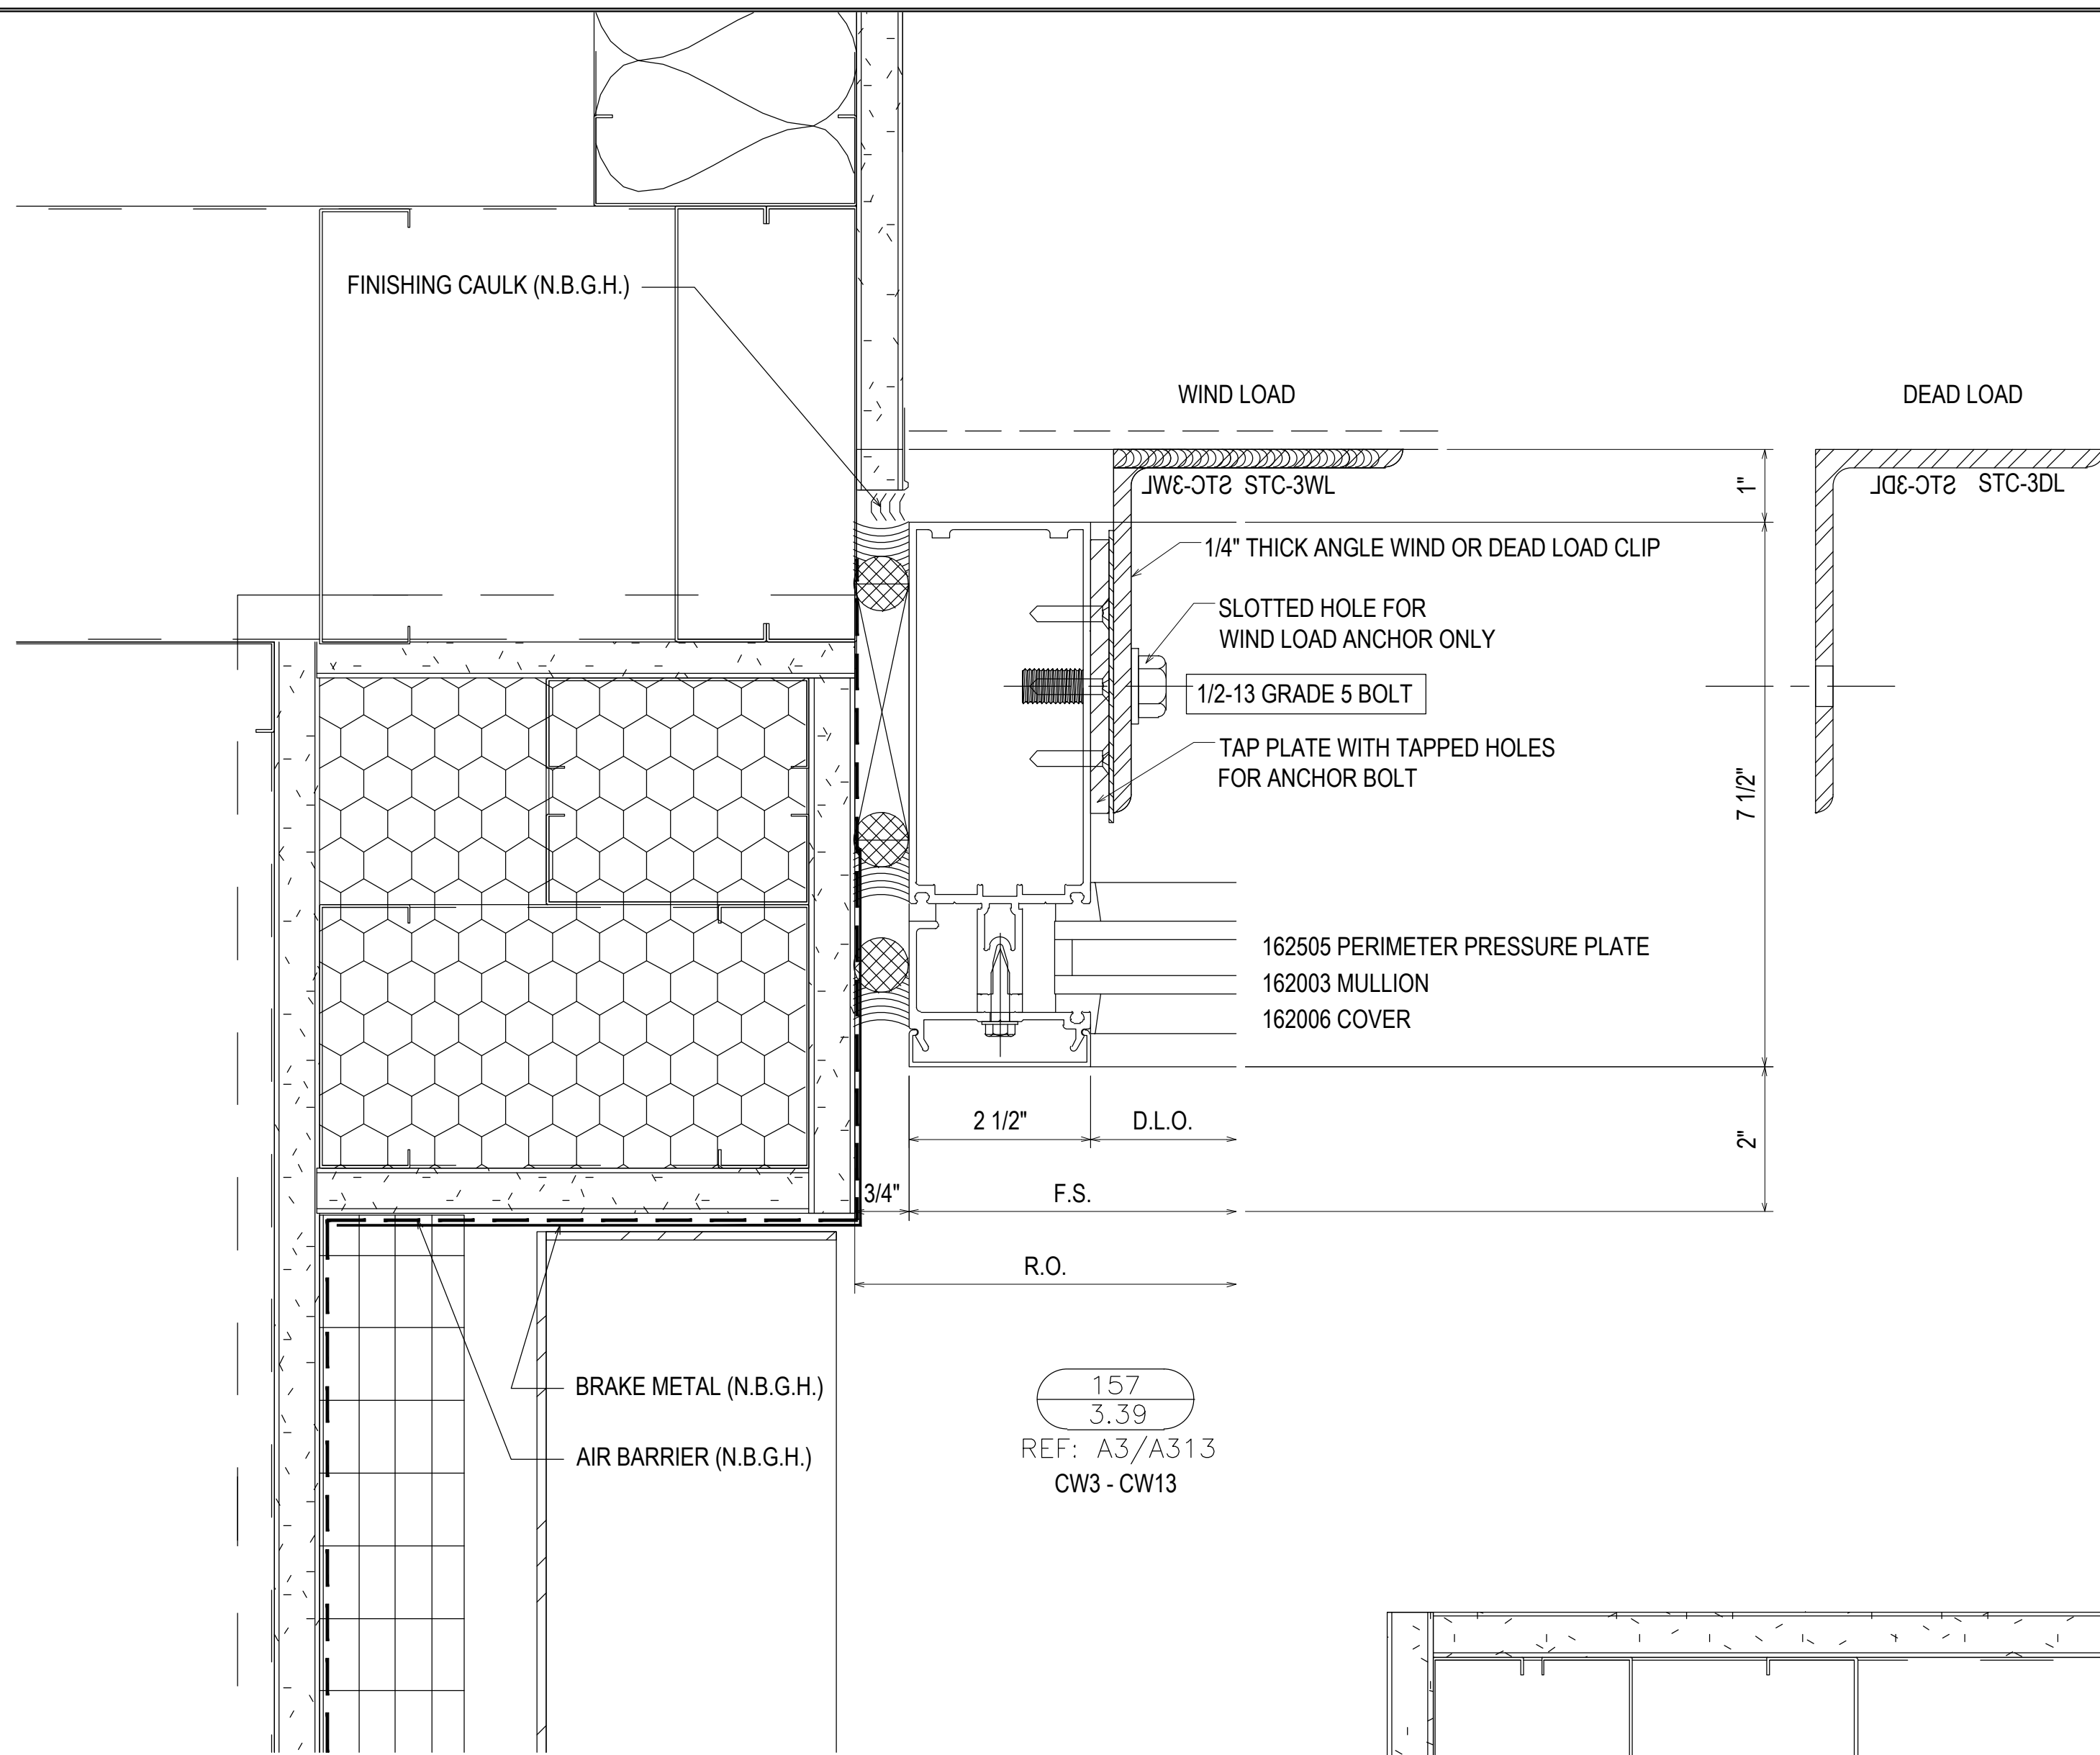 FINISHING CAULK (N.B.G.H.)
WIND LOAD
DEAD LOAD
STC-3WL STC-3WL
STC-3DL STC-3DL
1"
1/4" THICK ANGLE WIND OR DEAD LOAD CLIP
SLOTTED HOLE FOR
WIND LOAD ANCHOR ONLY
1/2-13 GRADE 5 BOLT
TAP PLATE WITH TAPPED HOLES
FOR ANCHOR BOLT
7 1/2"
162505 PERIMETER PRESSURE PLATE
162003 MULLION
162006 COVER
2 1/2"
D.L.O.
2"
3/4"
F.S.
R.O.
BRAKE METAL (N.B.G.H.)
AIR BARRIER (N.B.G.H.)
157
3.39
REF: A3/A313
CW3 - CW13